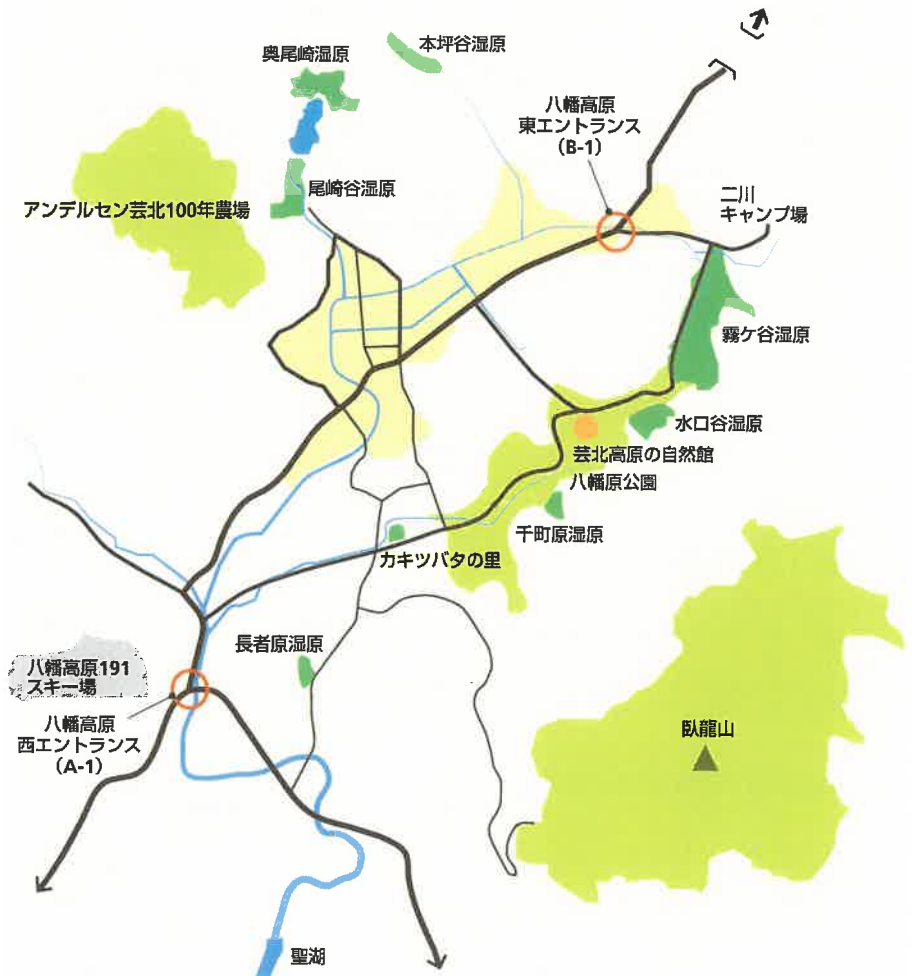 本坪谷湿原
奥尾崎湿原
八幡高原
東エントランス
(B-1)
尾崎谷湿原
二川
キャンプ場
アンデルセン芸北100年農場
霧ケ谷湿原
水口谷湿原
芸北高原の自然館
八幡原公園
千町原湿原
カキツバタの里
長者原湿原
八幡高原191
スキー場
八幡高原
西エントランス
(A-1)
臥龍山
聖湖